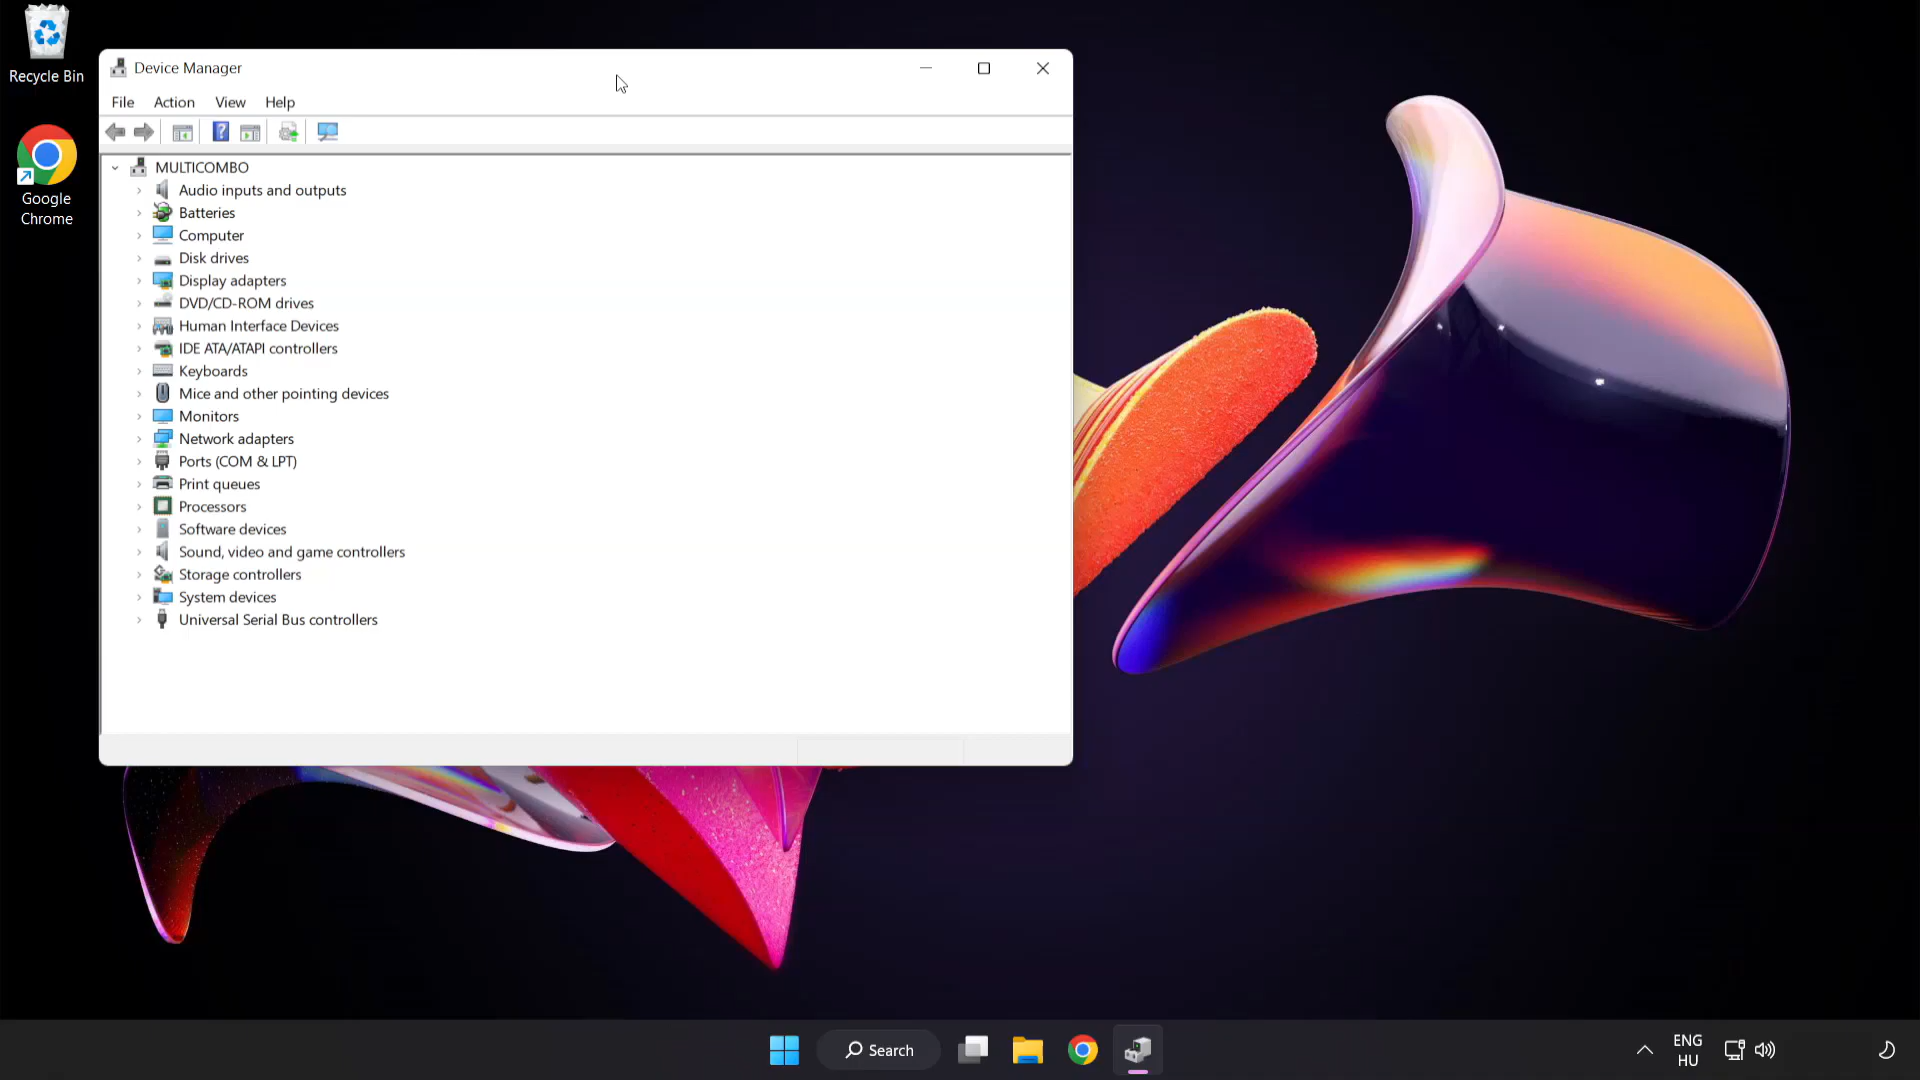 Recycle Bin
Google
Chrome
Device Manager
File Action View Help
MULTICOMBO
Audio inputs and outputs
Batteries
Computer
Disk drives
Display adapters
DVD/CD-ROM drives
Human Interface Devices
IDE ATA/ATAPI controllers
Keyboards
Mice and other pointing devices
Monitors
Network adapters
Ports (COM & LPT)
Print queues
Processors
Software devices
Sound, video and game controllers
Storage controllers
System devices
Universal Serial Bus controllers
Search
ENG
HU